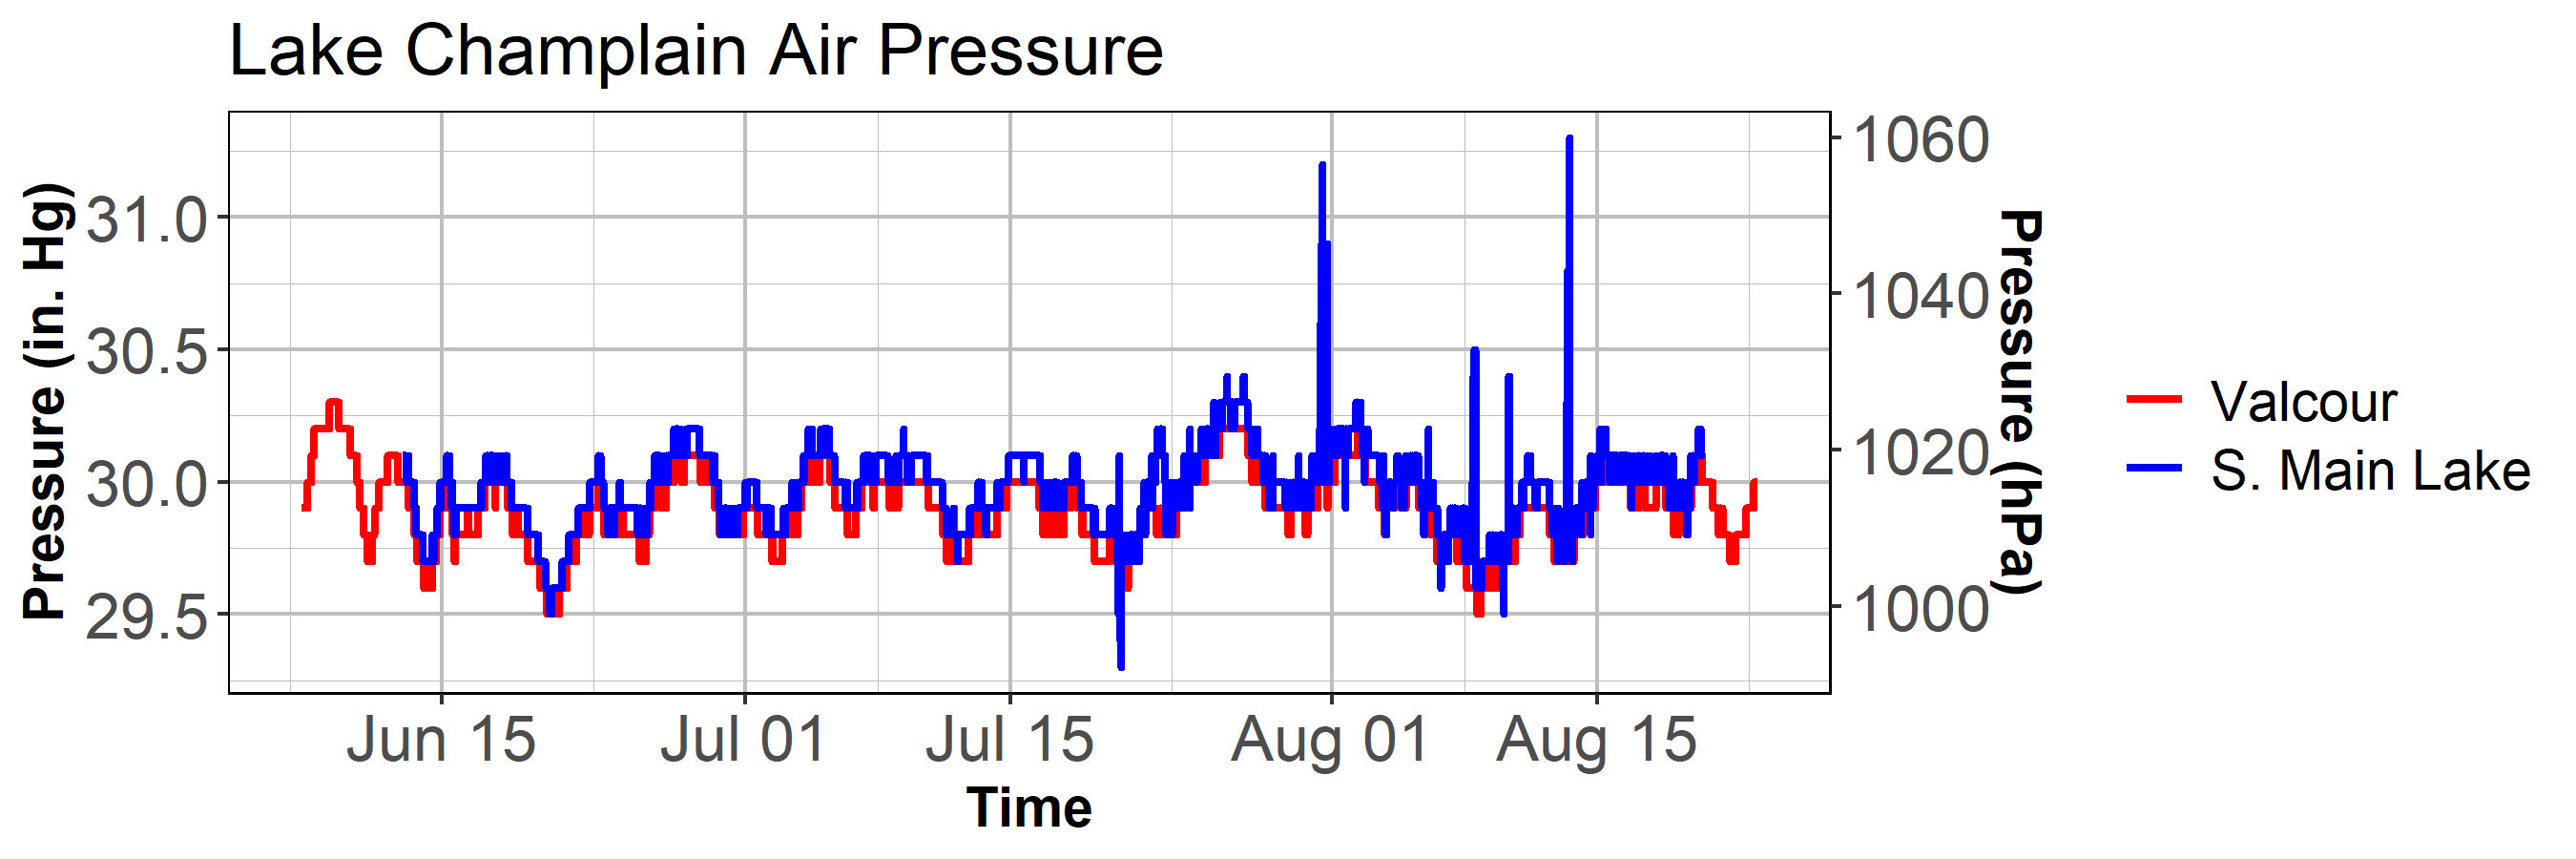 Lake Champlain Air Pressure
Pressure (in. Hg)
31.0
30.5
30.0
29.5
1060
1040
1020
1000
Pressure (hPa)
Jun 15
Jul 01
Jul 15
Aug 01
Aug 15
Time
Valcour
S. Main Lake